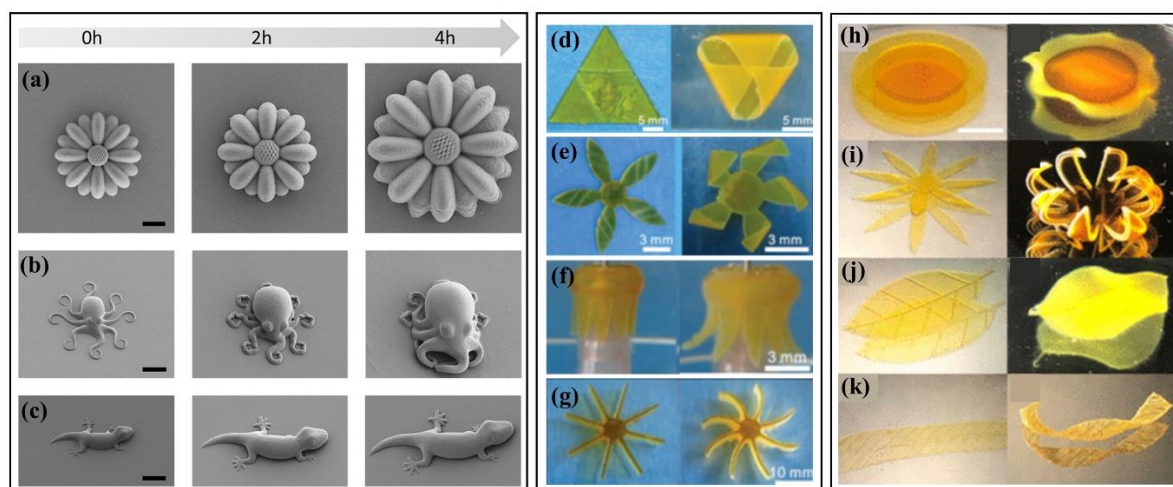 0h 2h 4h
(a)
(b)
(c)
(d)
5 mm 5 mm
(e)
3 mm 3 mm
(f)
3 mm
(g)
10 mm
(h)
(i)
(j)
(k)